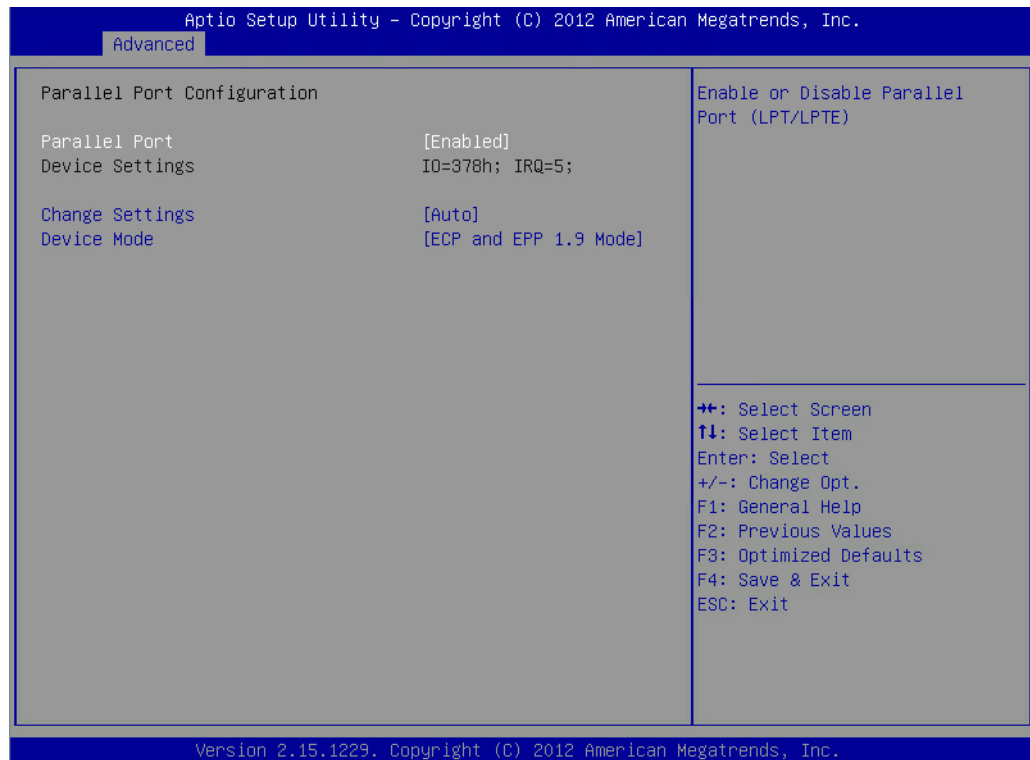 Aptio Setup Utility – Copyright (C) 2012 American Megatrends, Inc.
Advanced
Parallel Port Configuration
Parallel Port [Enabled]
Device Settings IO=378h; IRQ=5;
Change Settings [Auto]
Device Mode [ECP and EPP 1.9 Mode]
Enable or Disable Parallel
Port (LPT/LPTE)
→←: Select Screen
↑↓: Select Item
Enter: Select
+/-: Change Opt.
F1: General Help
F2: Previous Values
F3: Optimized Defaults
F4: Save & Exit
ESC: Exit
Version 2.15.1229. Copyright (C) 2012 American Megatrends, Inc.